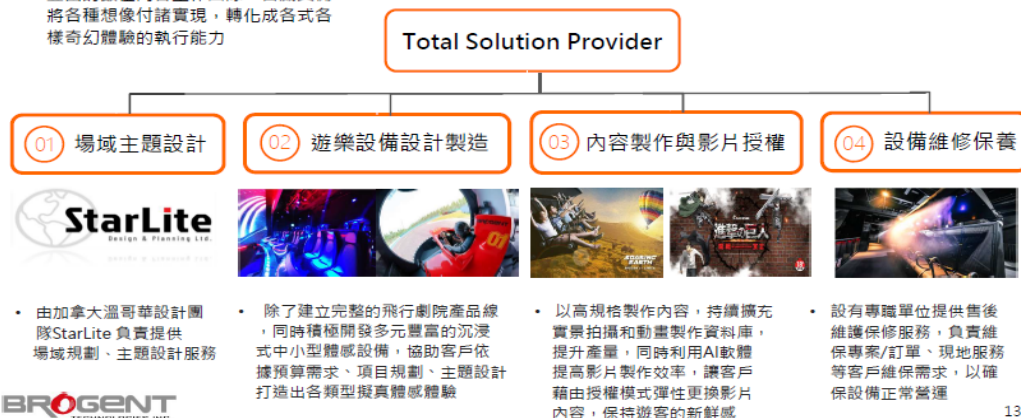 將各種想像付諸實現，轉化成各式各
樣奇幻體驗的執行能力
Total Solution Provider
01 場域主題設計
02 遊樂設備設計製造
03 內容製作與影片授權
04 設備維修保養
StarLite
Design & Planning Ltd.
01
SOARING
EARTH
進撃の巨人
• 由加拿大溫哥華設計團
隊StarLite 負責提供
場域規劃、主題設計服務
• 除了建立完整的飛行劇院產品線
，同時積極開發多元豐富的沉浸
式中小型體感設備，協助客戶依
據預算需求、項目規劃、主題設計
打造出各類型擬真體感體驗
• 以高規格製作內容，持續擴充
實景拍攝和動畫製作資料庫，
提升產量，同時利用AI軟體
提高影片製作效率，讓客戶
藉由授權模式彈性更換影片
內容，保持遊客的新鮮感
• 設有專職單位提供售後
維護保修服務，負責維
保專案/訂單、現地服務
等客戶維保需求，以確
保設備正常營運
BROGENT
13